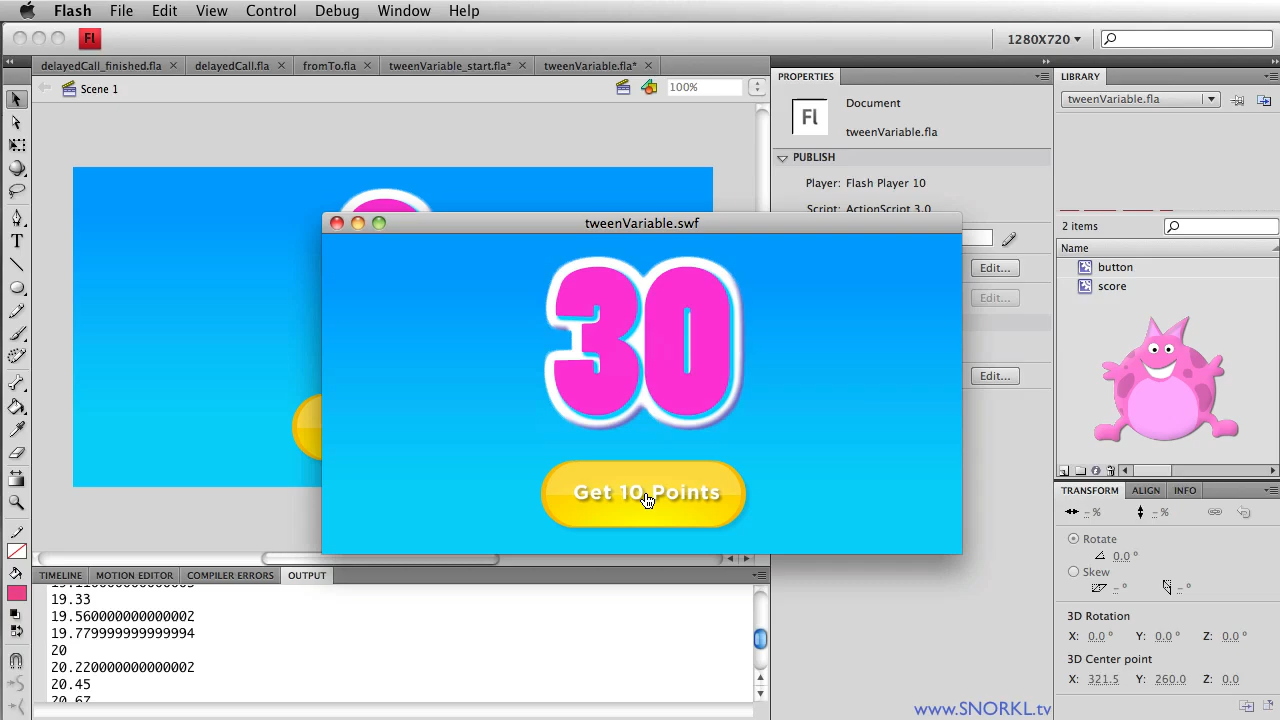 Flash File Edit View Control Debug Window Help
Fl 1280X720
delayedCall_finished.fla delayedCall.fla fromTo.fla tweenVariable_start.fla* tweenVariable.fla*
Scene 1 100%
PROPERTIES
Fl Document
tweenVariable.fla
PUBLISH
Player: Flash Player 10
Script: ActionScript 3.0
Edit...
Edit...
Edit...
LIBRARY
tweenVariable.fla
2 items
Name
button
score
tweenVariable.swf
30
Get 10 Points
TIMELINE MOTION EDITOR COMPILER ERRORS OUTPUT
19.33
19.560000000000002
19.779999999999994
20
20.220000000000002
20.45
20.67
TRANSFORM ALIGN INFO
- % - %
Rotate
0.0 °
Skew
- ° - °
3D Rotation
X: 0.0 ° Y: 0.0 ° Z: 0.0 °
3D Center point
X: 321.5 Y: 260.0 Z: 0.0
www.SNORKL.tv